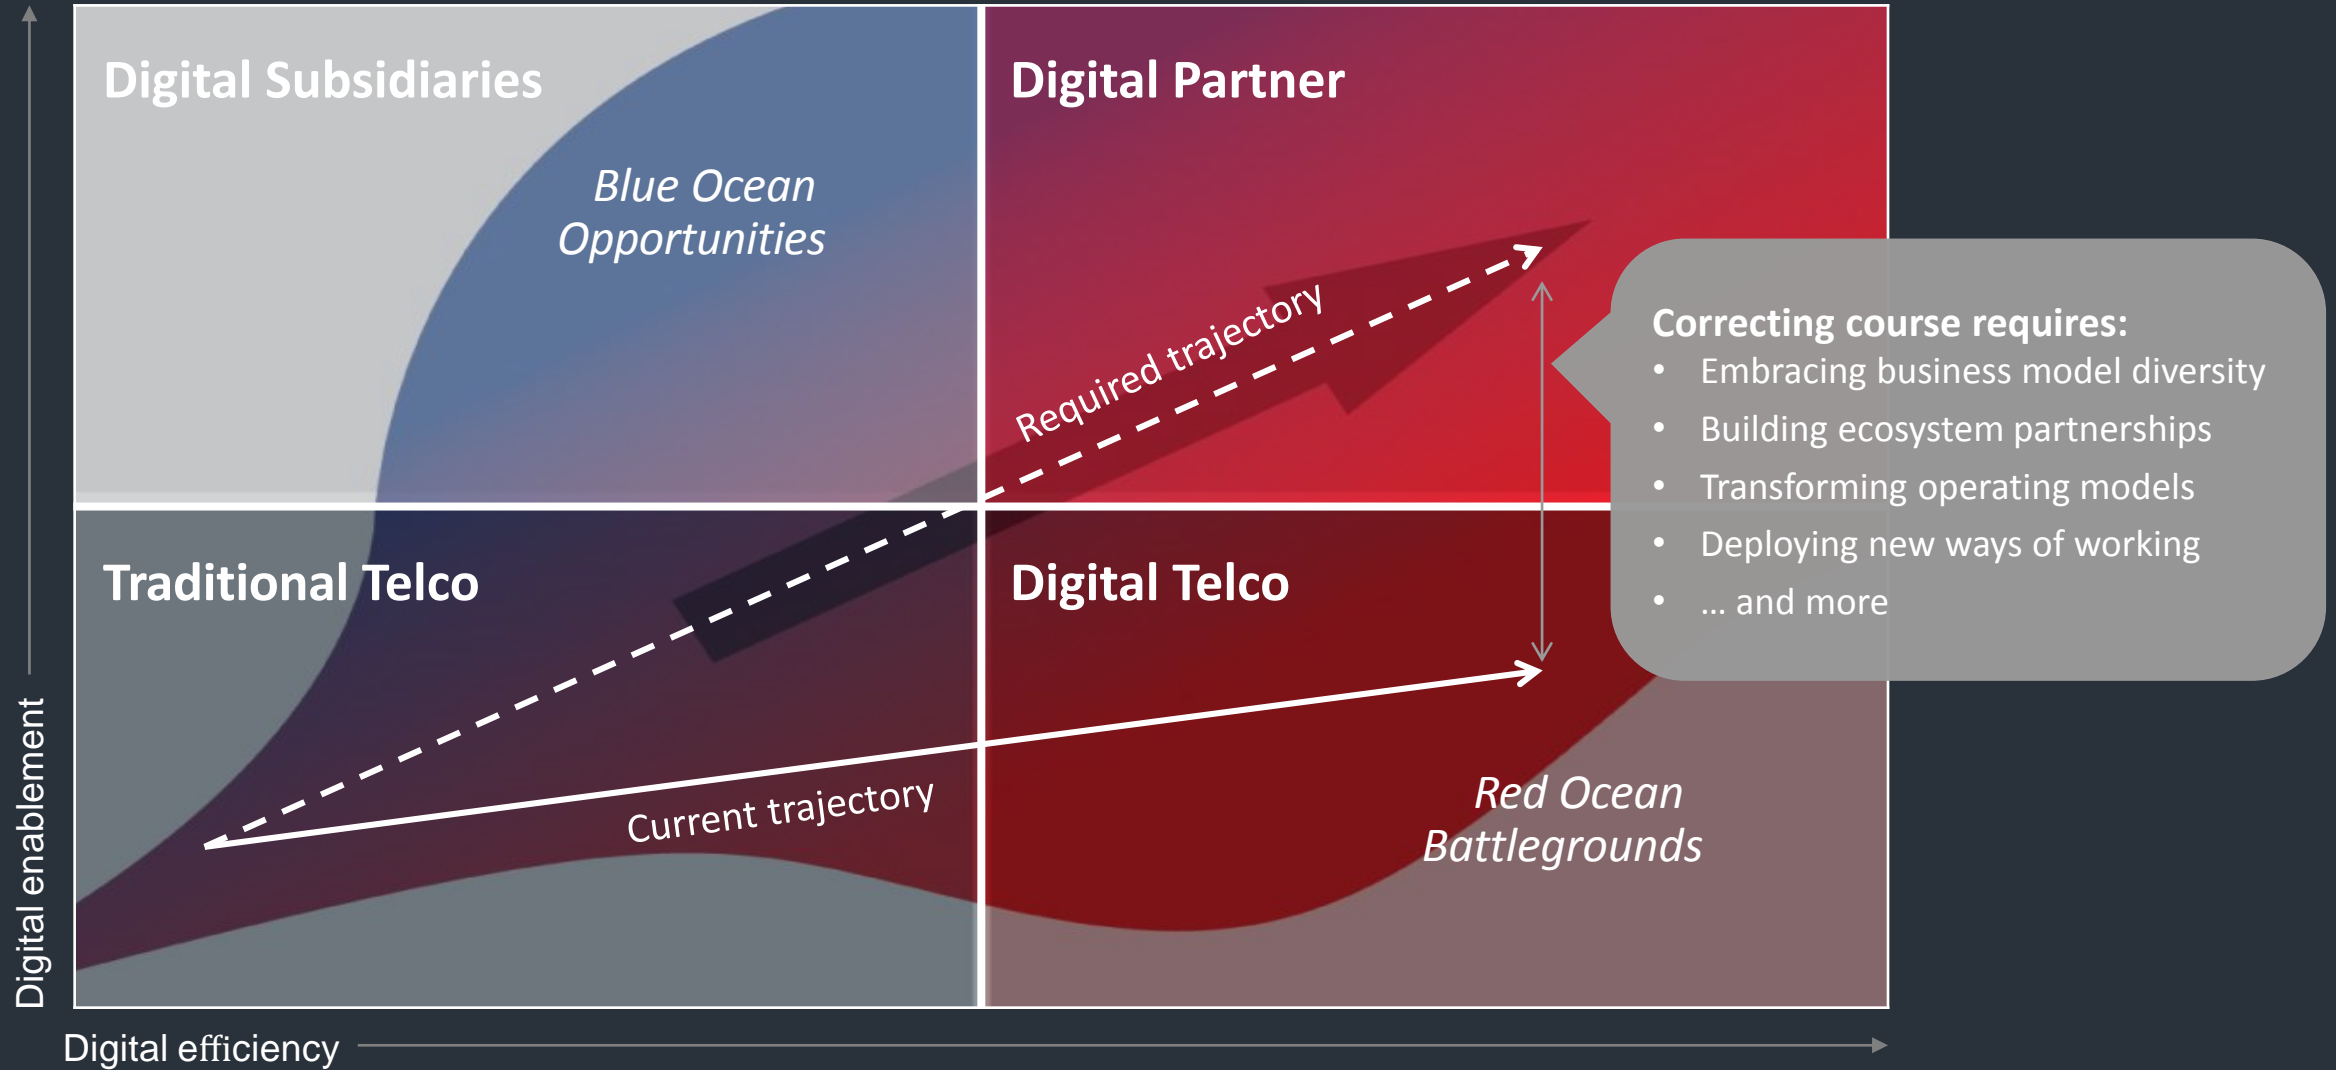 Digital Subsidiaries
Digital Partner
Blue Ocean
Opportunities
Required trajectory
Correcting course requires:
• Embracing business model diversity
• Building ecosystem partnerships
• Transforming operating models
• Deploying new ways of working
• ... and more
Traditional Telco
Digital Telco
Current trajectory
Red Ocean
Battlegrounds
Digital enablement
Digital efficiency